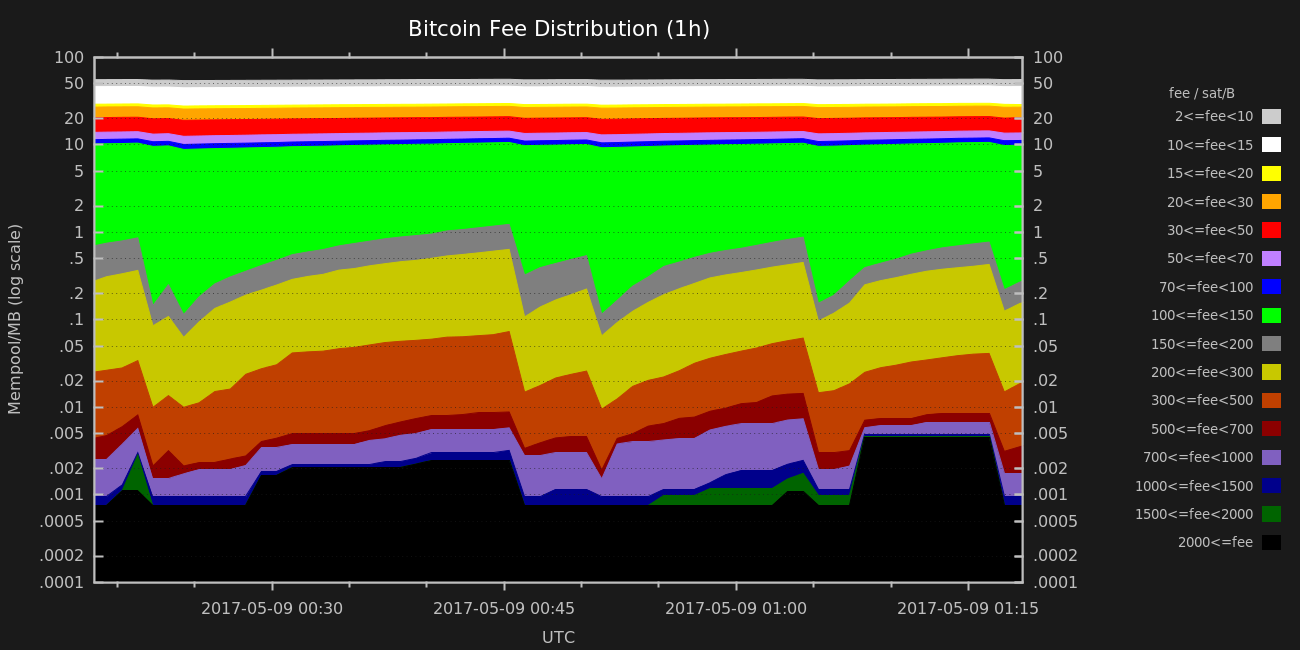 Bitcoin Fee Distribution (1h)
Mempool/MB (log scale)
100
50
20
10
5
2
1
.5
.2
.1
.05
.02
.01
.005
.002
.001
.0005
.0002
.0001
100
50
20
10
5
2
1
.5
.2
.1
.05
.02
.01
.005
.002
.001
.0005
.0002
.0001
fee / sat/B
2<=fee<10
10<=fee<15
15<=fee<20
20<=fee<30
30<=fee<50
50<=fee<70
70<=fee<100
100<=fee<150
150<=fee<200
200<=fee<300
300<=fee<500
500<=fee<700
700<=fee<1000
1000<=fee<1500
1500<=fee<2000
2000<=fee
2017-05-09 00:30
2017-05-09 00:45
2017-05-09 01:00
2017-05-09 01:15
UTC